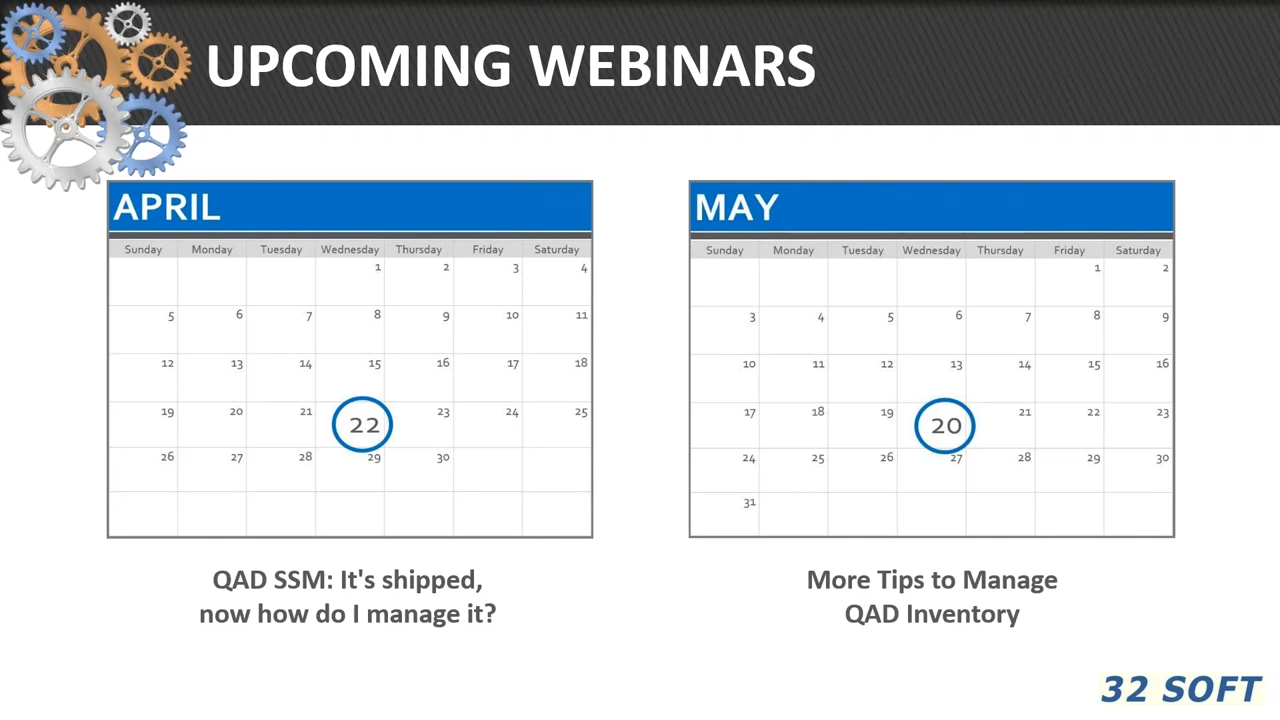 UPCOMING WEBINARS
APRIL
Sunday Monday Tuesday Wednesday Thursday Friday Saturday
1 2 3 4
5 6 7 8 9 10 11
12 13 14 15 16 17 18
19 20 21 22 23 24 25
26 27 28 29 30
QAD SSM: It's shipped,
now how do I manage it?
MAY
Sunday Monday Tuesday Wednesday Thursday Friday Saturday
1 2
3 4 5 6 7 8 9
10 11 12 13 14 15 16
17 18 19 20 21 22 23
24 25 26 27 28 29 30
31
More Tips to Manage
QAD Inventory
32 SOFT